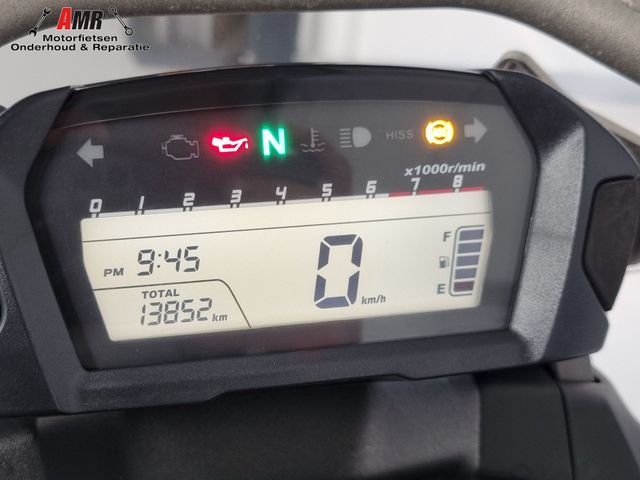 AMR
Motorfietsen
Onderhoud & Reparatie
N
HISS
x1000r/min
0 1 2 3 4 5 6 7 8
PM 9:45
TOTAL
13852 km
0 km/h
F
E